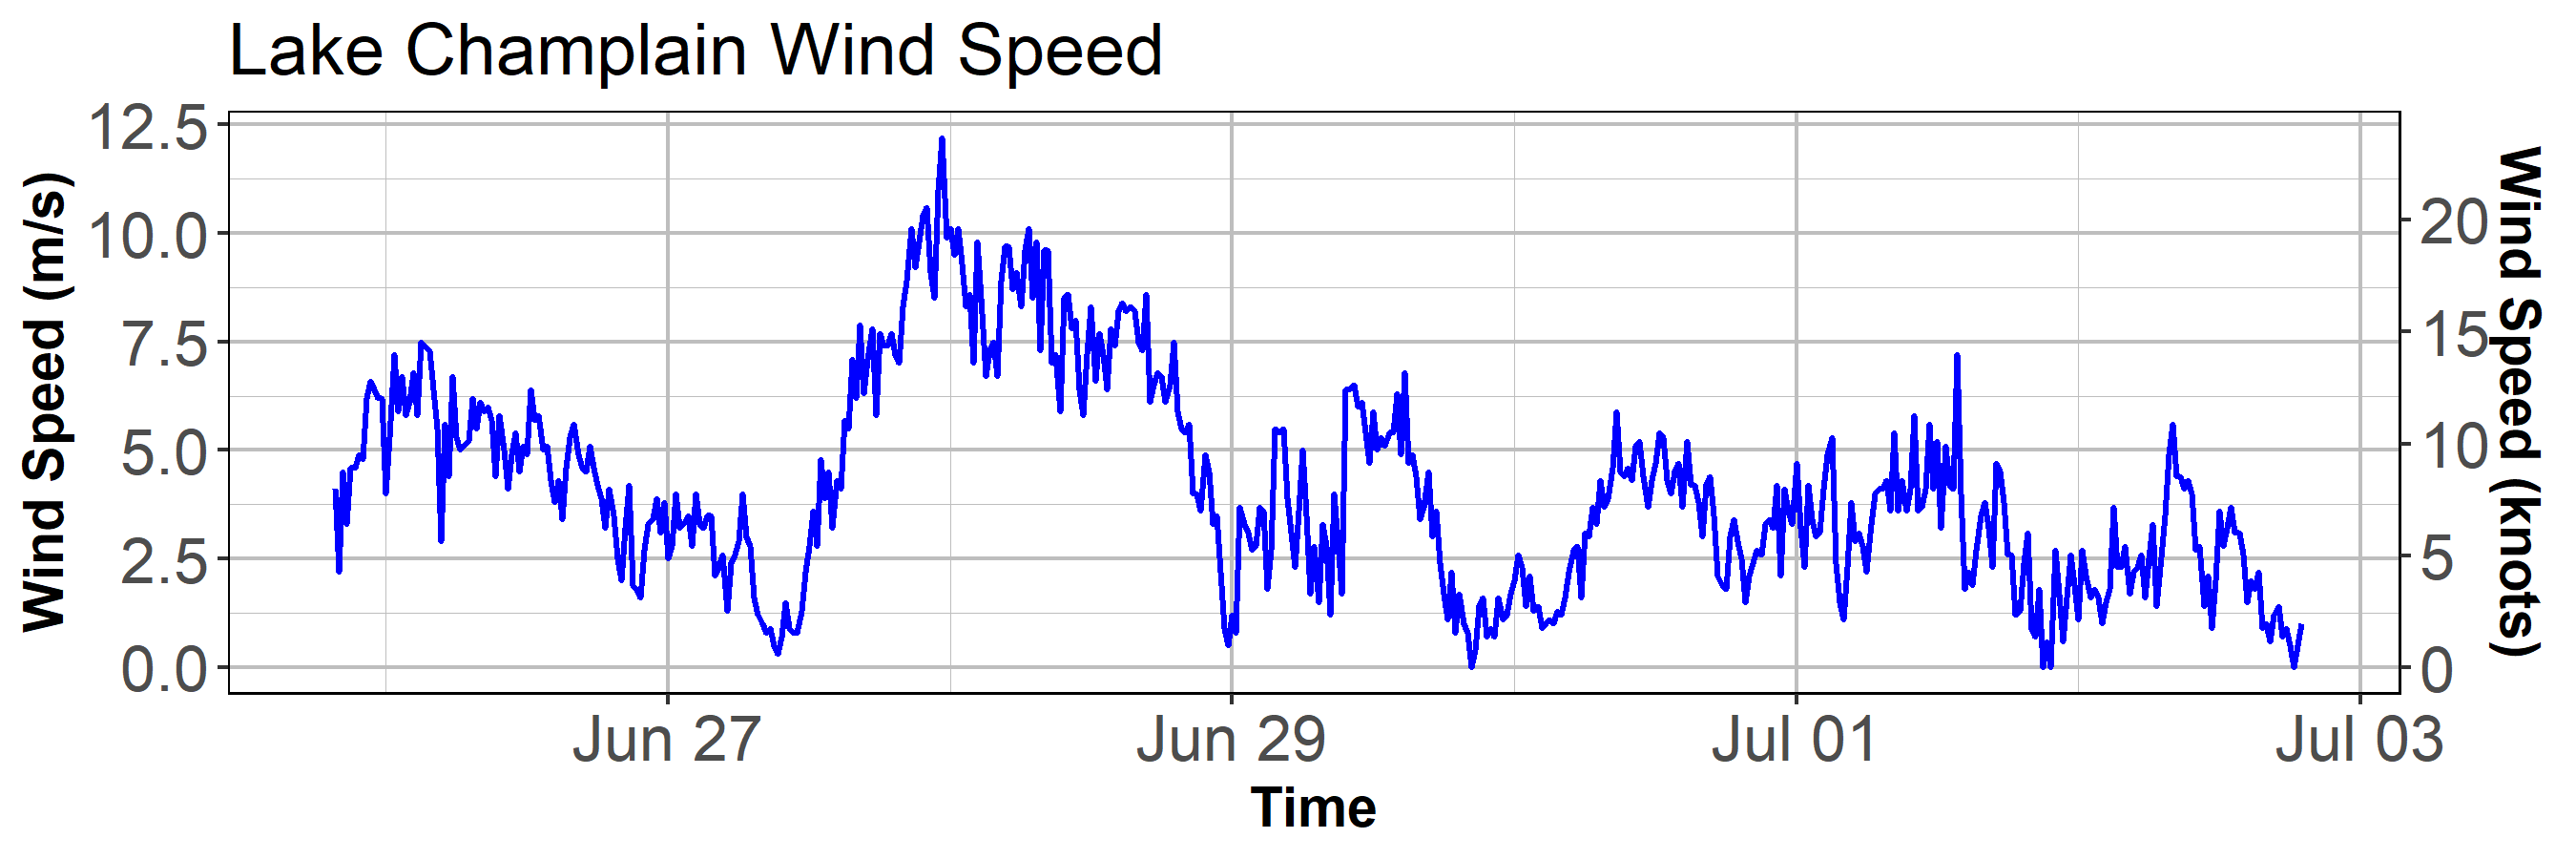 Lake Champlain Wind Speed
Wind Speed (m/s)
12.5
10.0
7.5
5.0
2.5
0.0
20
15
10
5
0
Wind Speed (knots)
Jun 27
Jun 29
Jul 01
Jul 03
Time